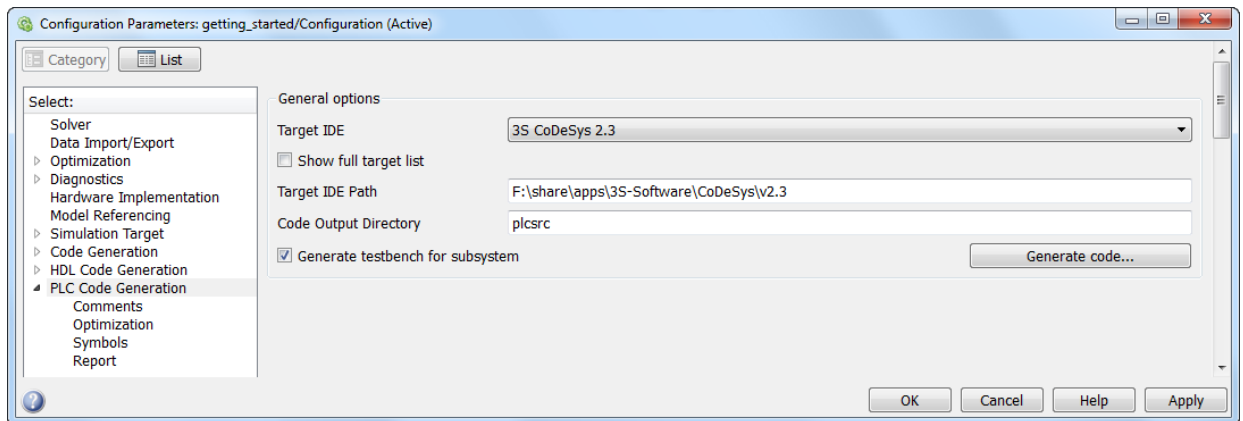 Configuration Parameters: getting_started/Configuration (Active)
Category
List
Select:
Solver
Data Import/Export
Optimization
Diagnostics
Hardware Implementation
Model Referencing
Simulation Target
Code Generation
HDL Code Generation
PLC Code Generation
Comments
Optimization
Symbols
Report
General options
Target IDE 3S CoDeSys 2.3
Show full target list
Target IDE Path F:\share\apps\3S-Software\CoDeSys\v2.3
Code Output Directory plcsrc
Generate testbench for subsystem Generate code...
OK Cancel Help Apply